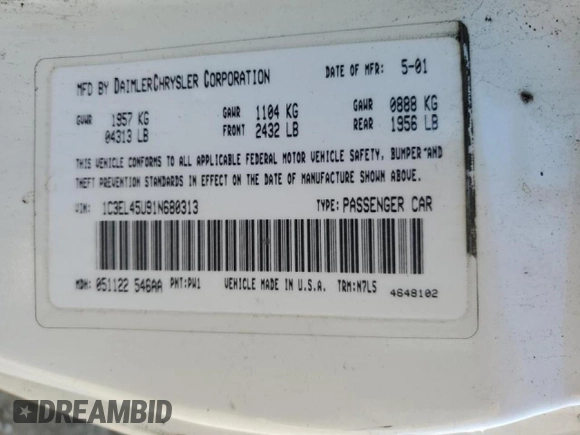 MFD BY DAIMLERCHRYSLER CORPORATION DATE OF MFR: 5-01
GVWR 1957 KG GAWR 1104 KG GAWR 0888 KG
04313 LB FRONT 2432 LB REAR 1956 LB
THIS VEHICLE CONFORMS TO ALL APPLICABLE FEDERAL MOTOR VEHICLE SAFETY, BUMPER AND
THEFT PREVENTION STANDARDS IN EFFECT ON THE DATE OF MANUFACTURE SHOWN ABOVE.
VIN: 1C3EL45U91N680313 TYPE: PASSENGER CAR
MDH: 051122 546AA PNT: PW1 VEHICLE MADE IN U.S.A. TRM: N7L5
4648102
DREAMBID